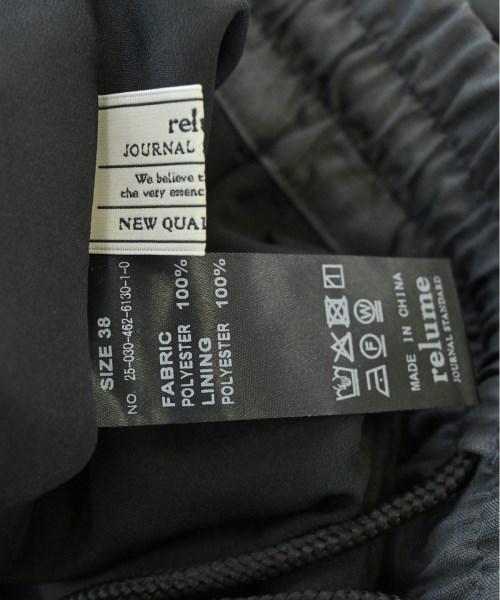 relu
JOURNAL
We believe t
the very essenc
NEW QUAL
SIZE 38
NO. 25-030-462-6130-1-0
FABRIC
POLYESTER 100%
LINING
POLYESTER 100%
MADE IN CHINA
relume
JOURNAL STANDARD